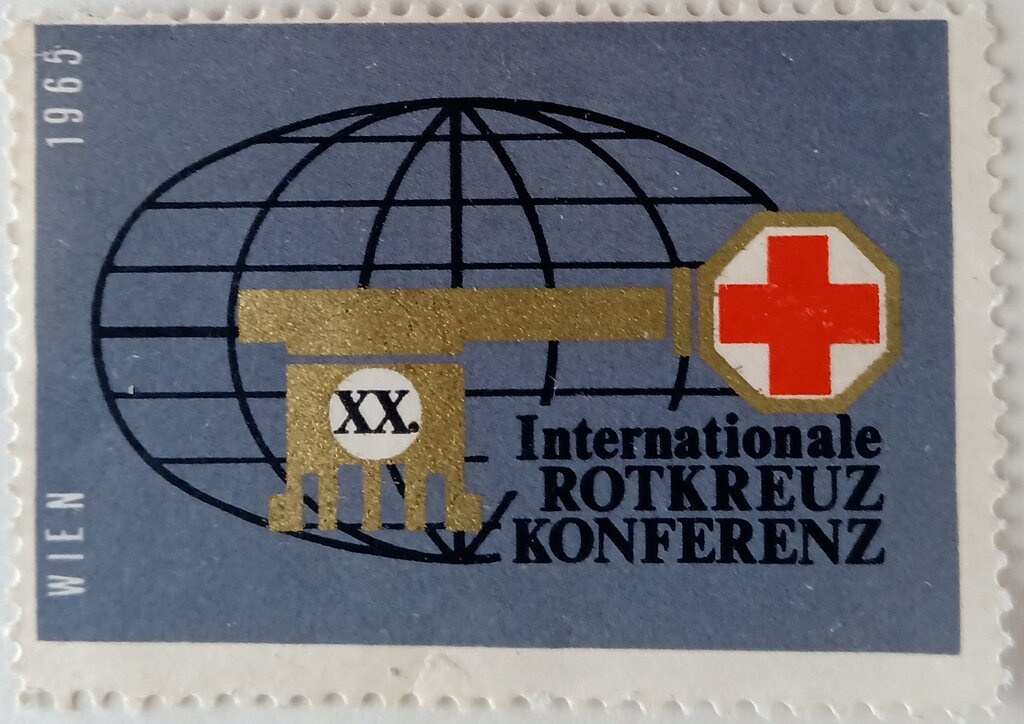 WIEN 1965
XX.
Internationale
ROTKREUZ
KONFERENZ